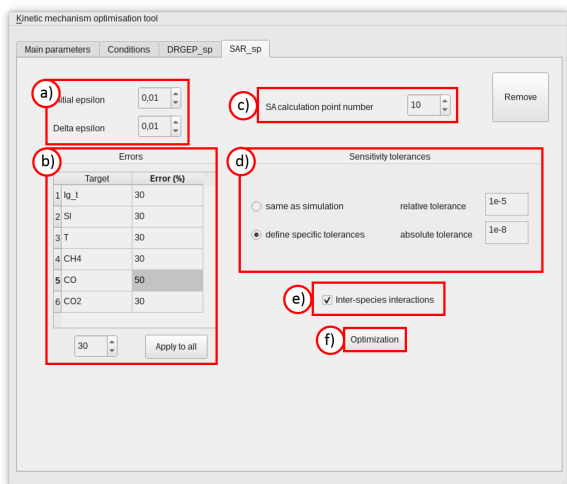 Kinetic mechanism optimisation tool
Main parameters Conditions DRGEP_sp SAR_sp
a) itial epsilon 0,01
Delta epsilon 0,01
c) SA calculation point number 10
Remove
b) Errors
Target Error (%)
1 Ig_t 30
2 Sl 30
3 T 30
4 CH4 30
5 CO 50
6 CO2 30
30 Apply to all
d) Sensitivity tolerances
same as simulation relative tolerance 1e-5
define specific tolerances absolute tolerance 1e-8
e) Inter-species interactions
f) Optimization